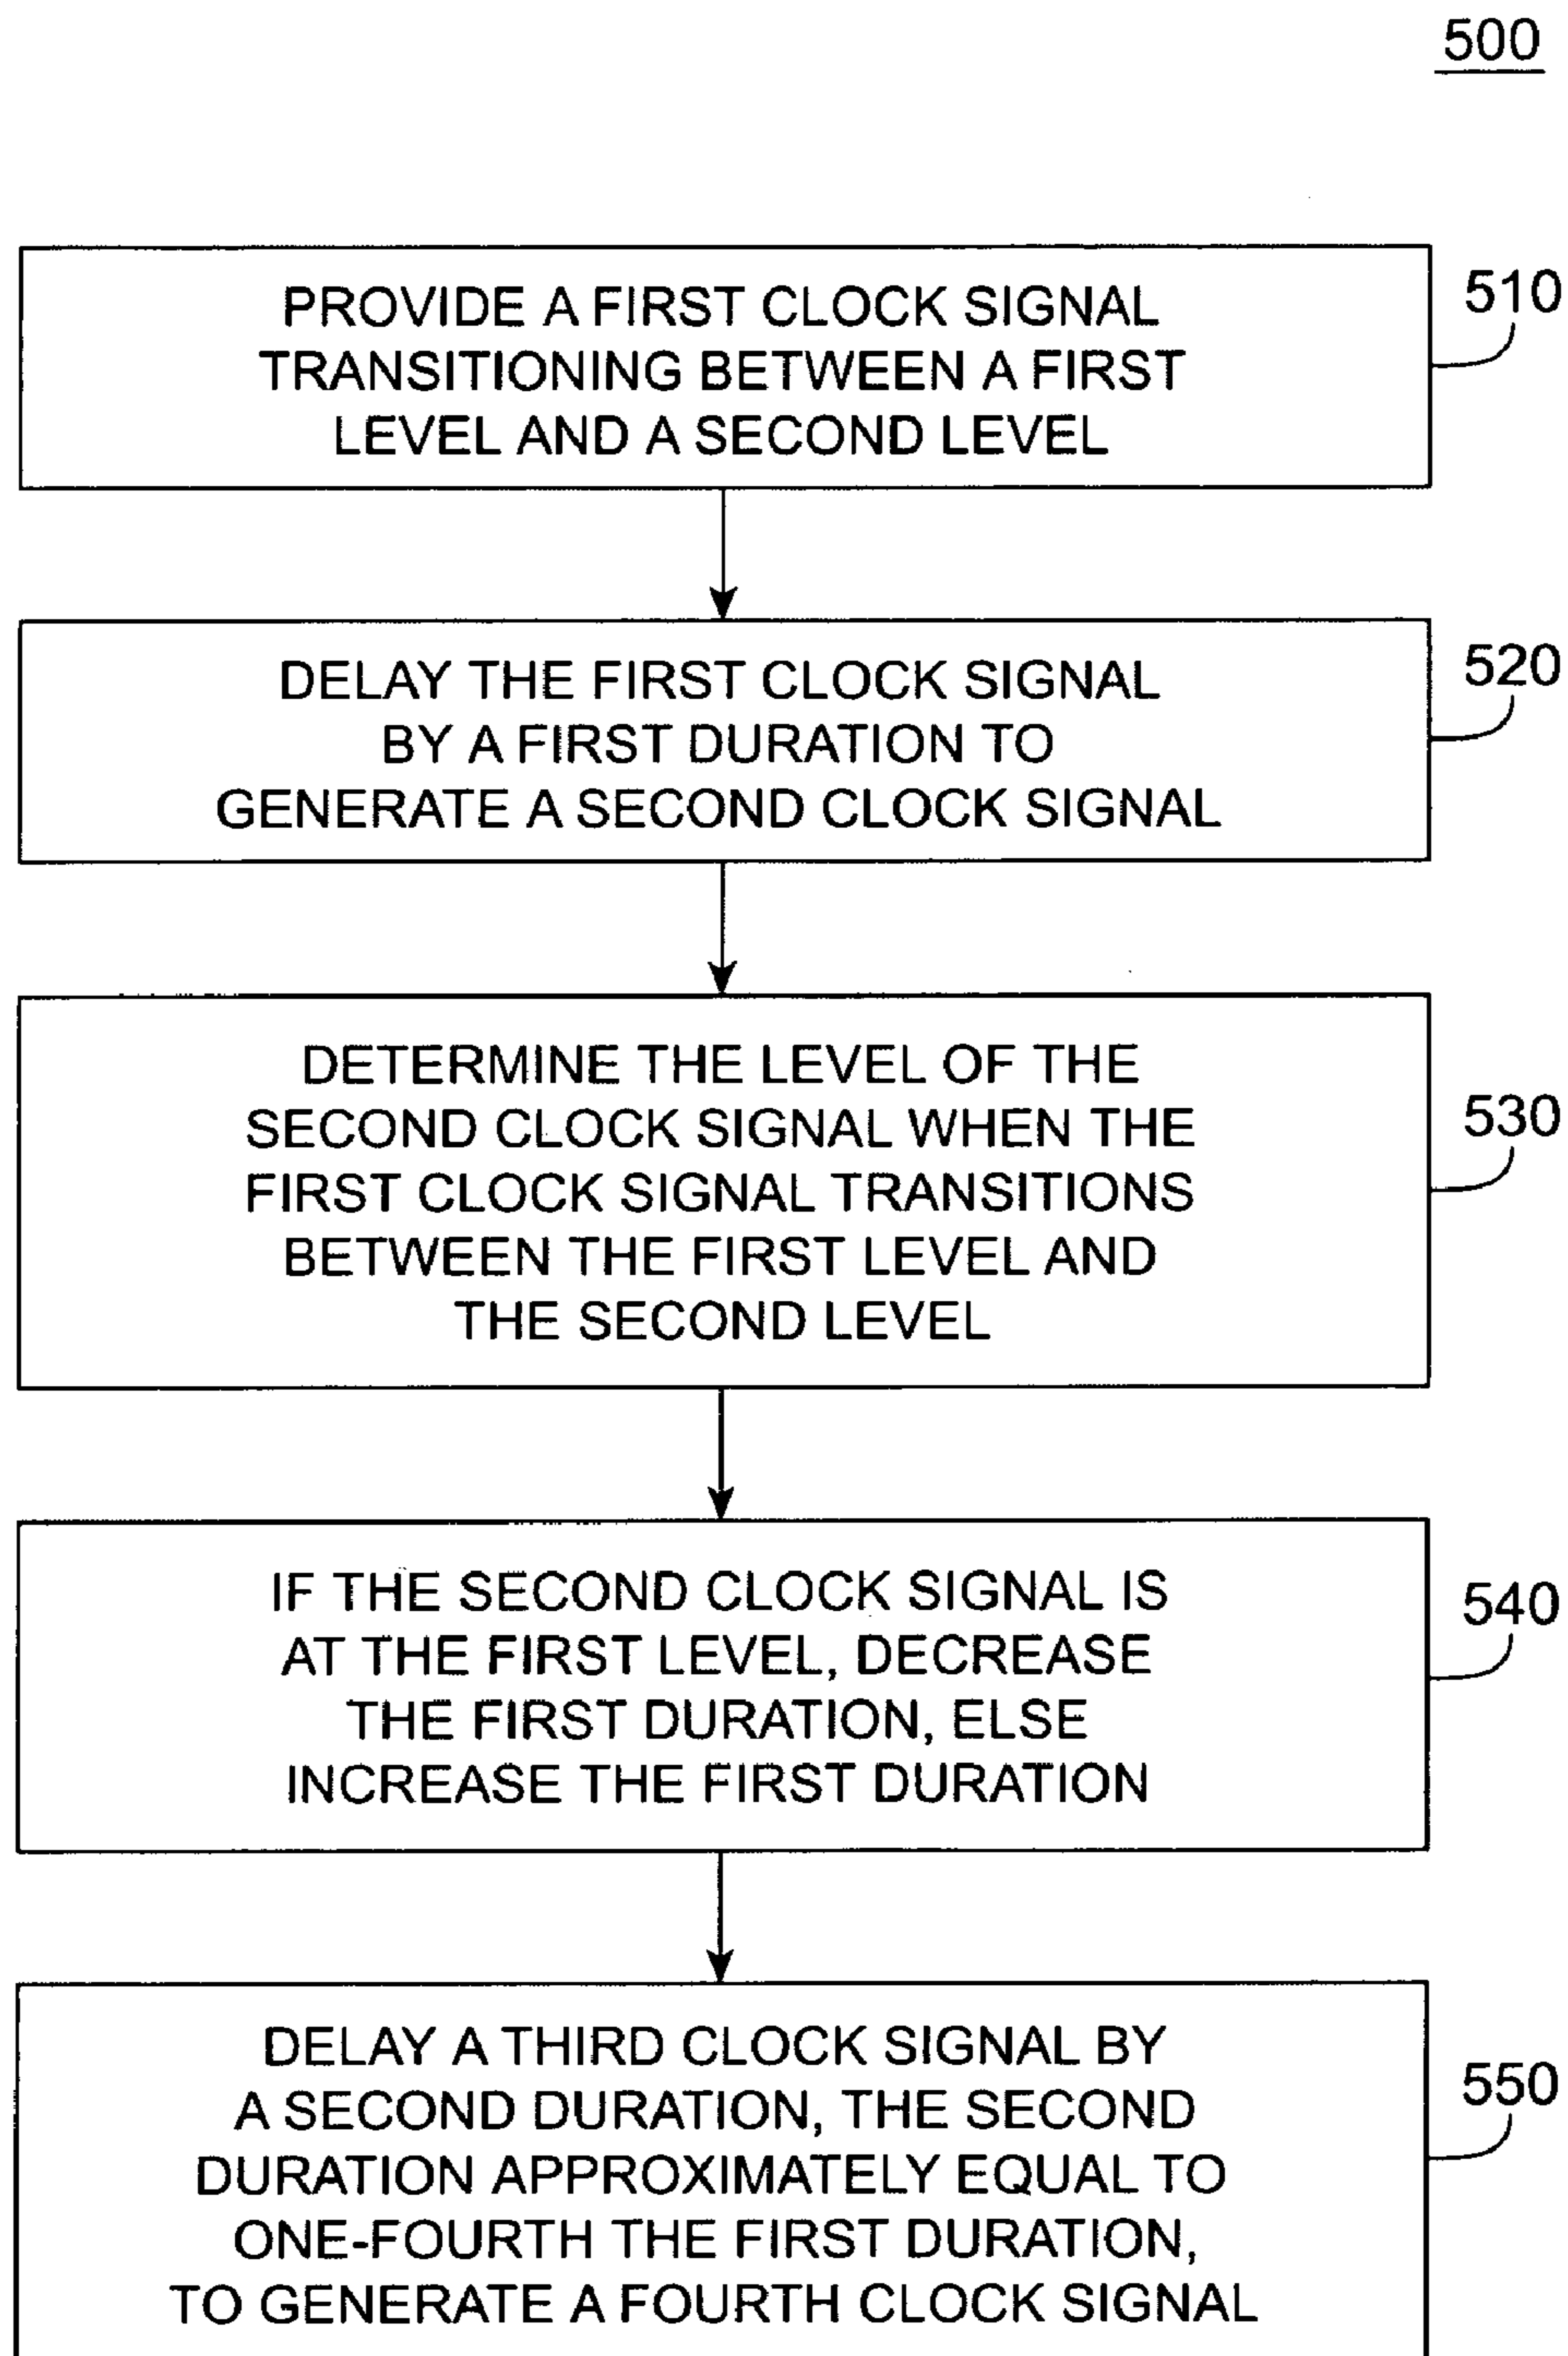 500
PROVIDE A FIRST CLOCK SIGNAL
TRANSITIONING BETWEEN A FIRST
LEVEL AND A SECOND LEVEL
510
DELAY THE FIRST CLOCK SIGNAL
BY A FIRST DURATION TO
GENERATE A SECOND CLOCK SIGNAL
520
DETERMINE THE LEVEL OF THE
SECOND CLOCK SIGNAL WHEN THE
FIRST CLOCK SIGNAL TRANSITIONS
BETWEEN THE FIRST LEVEL AND
THE SECOND LEVEL
530
IF THE SECOND CLOCK SIGNAL IS
AT THE FIRST LEVEL, DECREASE
THE FIRST DURATION, ELSE
INCREASE THE FIRST DURATION
540
DELAY A THIRD CLOCK SIGNAL BY
A SECOND DURATION, THE SECOND
DURATION APPROXIMATELY EQUAL TO
ONE-FOURTH THE FIRST DURATION,
TO GENERATE A FOURTH CLOCK SIGNAL
550